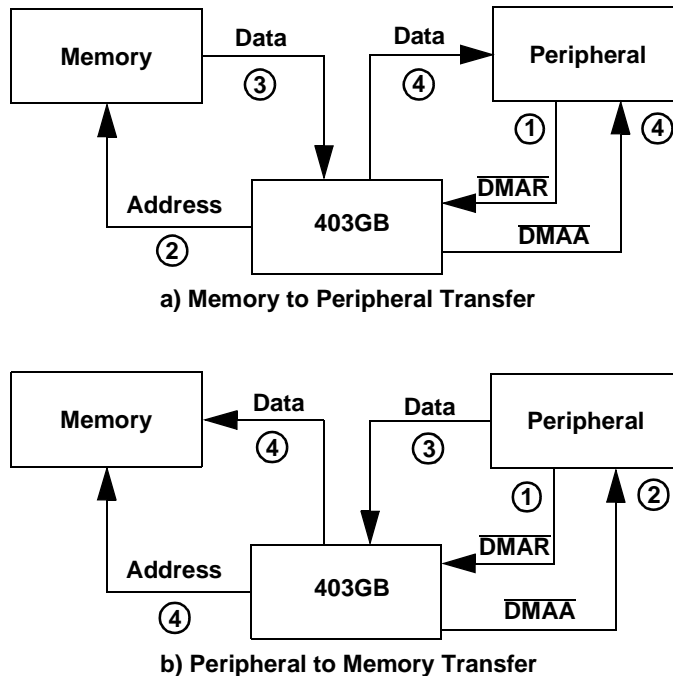 Data
Data
Memory
Peripheral
③
④
①
④
DMAR
Address
403GB
DMAA
②
a) Memory to Peripheral Transfer
Data
Data
Memory
Peripheral
④
③
①
②
DMAR
Address
403GB
DMAA
④
b) Peripheral to Memory Transfer